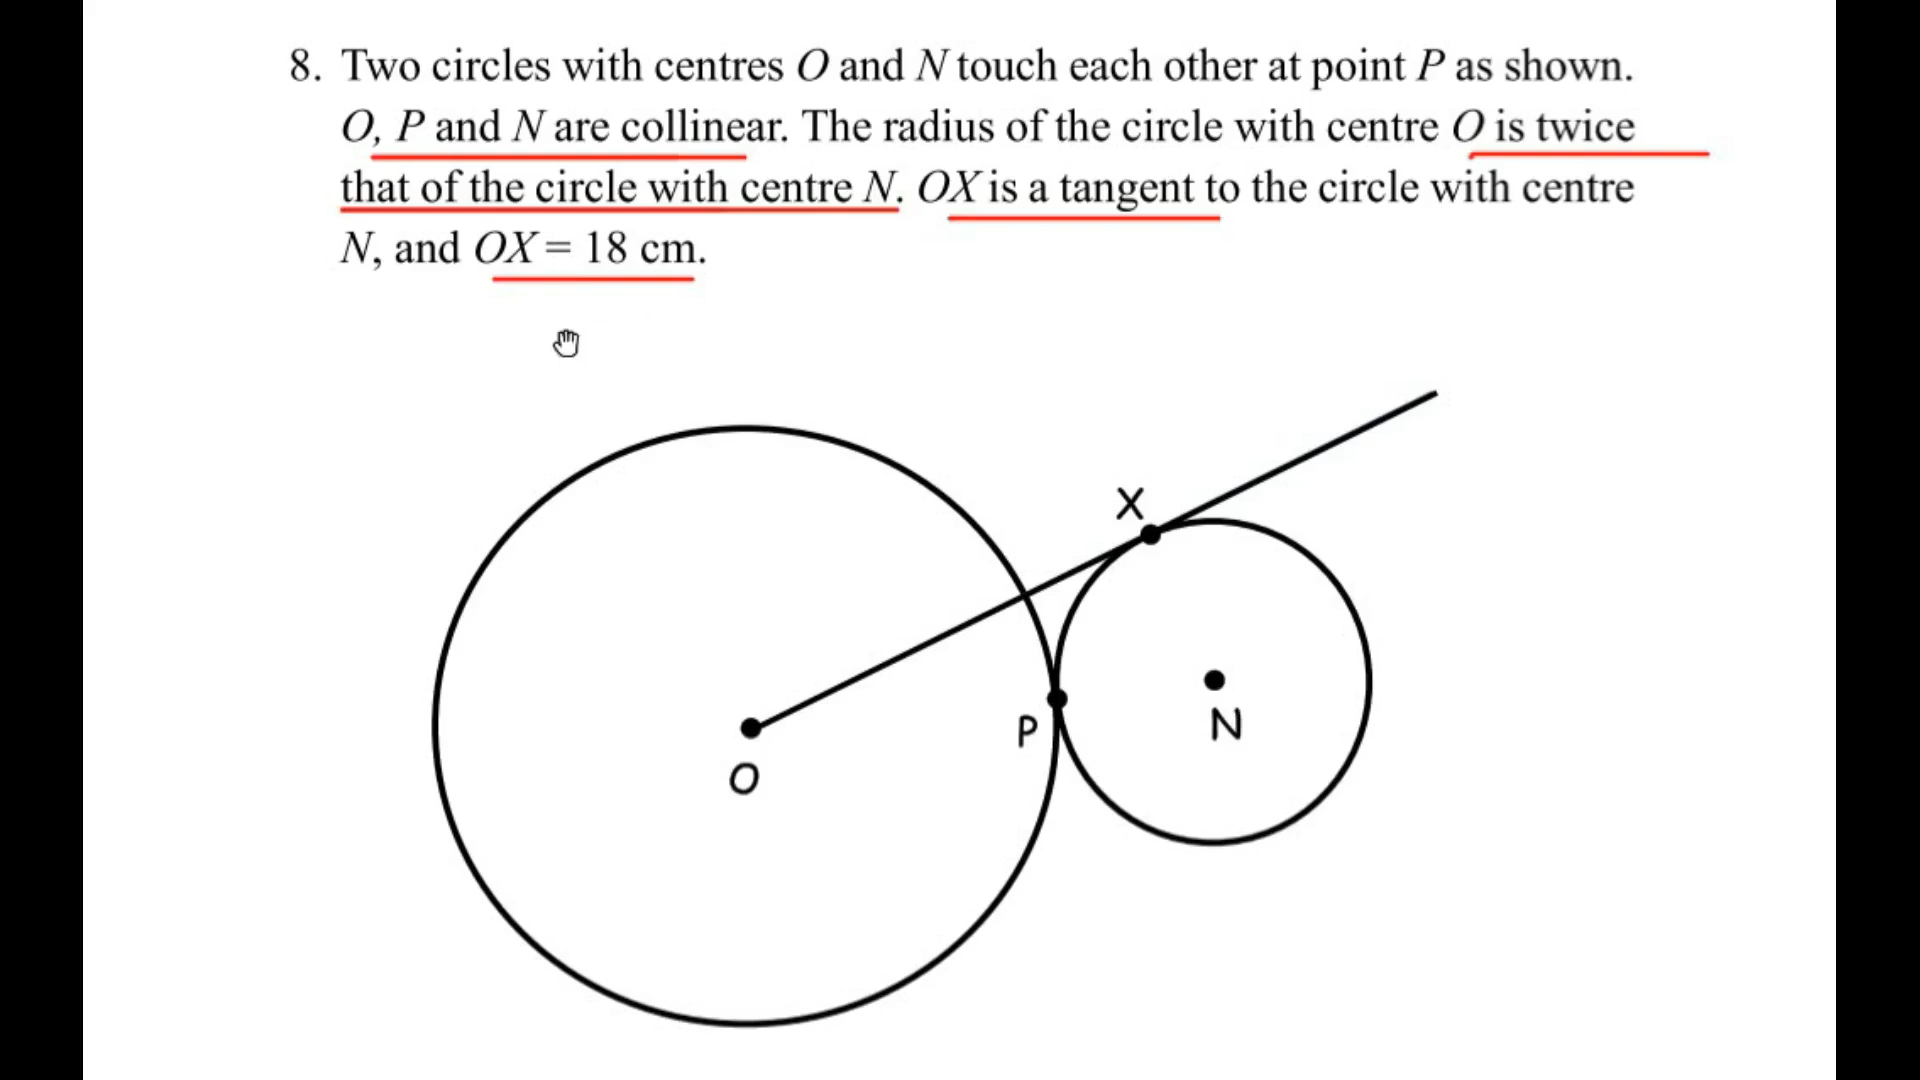 8. Two circles with centres O and N touch each other at point P as shown.
O, P and N are collinear. The radius of the circle with centre O is twice
that of the circle with centre N. OX is a tangent to the circle with centre
N, and OX = 18 cm.
X
P
N
O